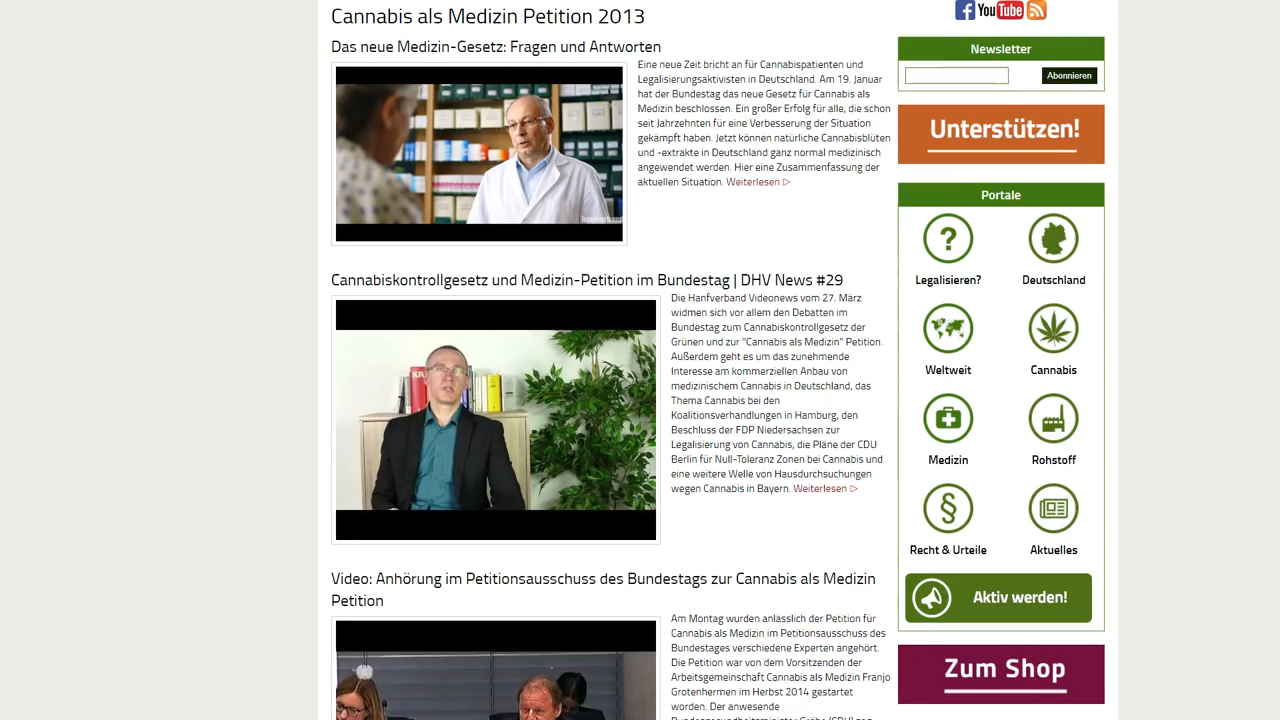 Cannabis als Medizin Petition 2013
Das neue Medizin-Gesetz: Fragen und Antworten
Eine neue Zeit bricht an für Cannabispatienten und
Legalisierungsaktivisten in Deutschland. Am 19. Januar
hat der Bundestag das neue Gesetz für Cannabis als
Medizin beschlossen. Ein großer Erfolg für alle, die schon
seit Jahrzehnten für eine Verbesserung der Situation
gekämpft haben. Jetzt können natürliche Cannabisblüten
und -extrakte in Deutschland ganz normal medizinisch
angewendet werden. Hier eine Zusammenfassung der
aktuellen Situation. Weiterlesen ▷
Cannabiskontrollgesetz und Medizin-Petition im Bundestag | DHV News #29
Die Hanfverband Videonews vom 27. März
widmen sich vor allem den Debatten im
Bundestag zum Cannabiskontrollgesetz der
Grünen und zur "Cannabis als Medizin" Petition.
Außerdem geht es um das zunehmende
Interesse am kommerziellen Anbau von
medizinischem Cannabis in Deutschland, das
Thema Cannabis bei den
Koalitionsverhandlungen in Hamburg, den
Beschluss der FDP Niedersachsen zur
Legalisierung von Cannabis, die Pläne der CDU
Berlin für Null-Toleranz Zonen bei Cannabis und
eine weitere Welle von Hausdurchsuchungen
wegen Cannabis in Bayern. Weiterlesen ▷
Video: Anhörung im Petitionsausschuss des Bundestags zur Cannabis als Medizin
Petition
Am Montag wurden anlässlich der Petition für
Cannabis als Medizin im Petitionsausschuss des
Bundestages verschiedene Experten angehört.
Die Petition war von dem Vorsitzenden der
Arbeitsgemeinschaft Cannabis als Medizin Franjo
Grotenhermen im Herbst 2014 gestartet
worden. Der anwesende
YouTube
Newsletter
Abonnieren
Unterstützen!
Portale
Legalisieren?
Deutschland
Weltweit
Cannabis
Medizin
Rohstoff
Recht & Urteile
Aktuelles
Aktiv werden!
Zum Shop